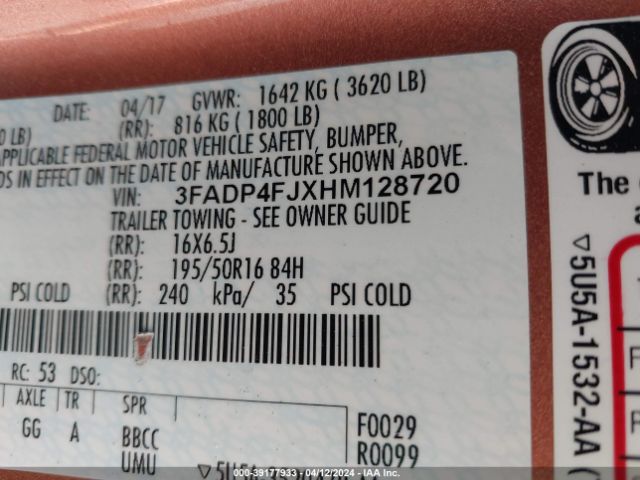 DATE: 04/17 GVWR: 1642 KG ( 3620 LB)
LB) (RR): 816 KG ( 1800 LB)
APPLICABLE FEDERAL MOTOR VEHICLE SAFETY, BUMPER,
DS IN EFFECT ON THE DATE OF MANUFACTURE SHOWN ABOVE.
VIN: 3FADP4FJXHM128720
TRAILER TOWING - SEE OWNER GUIDE
(RR): 16X6.5J
(RR): 195/50R16 84H
PSI COLD (RR): 240 kPa/ 35 PSI COLD
RC: 53 DSO:
AXLE TR SPR
GG A BBCC
UMU
F0029
R0099
The
▽5U5A-1532-AA
000-39177933 - 04/12/2024 - IAAI.com